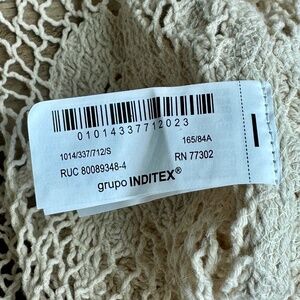 01014337712023
1014/337/712/S 165/84A
RUC 80089348-4 RN 77302
grupo INDITEX®